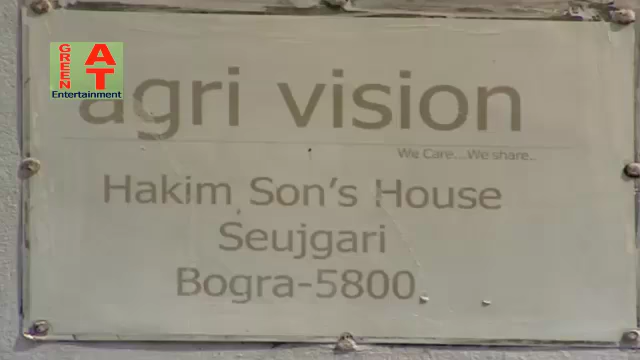 GREEN AT
Entertainment
agri vision
We Care...We share..
Hakim Son's House
Seujgari
Bogra-5800